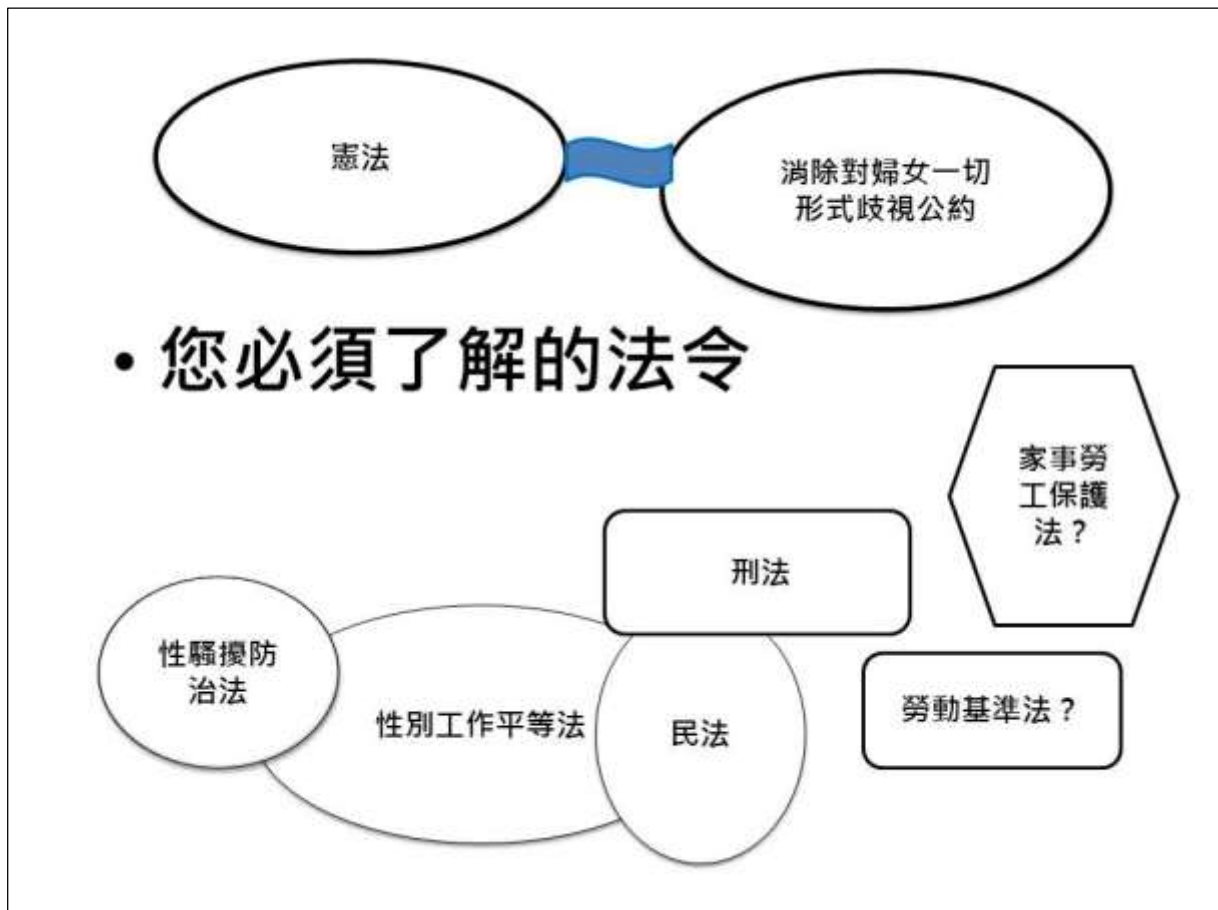 憲法
消除對婦女一切
形式歧視公約
• 您必須了解的法令
家事勞
工保護
法？
刑法
性騷擾防
治法
性別工作平等法
民法
勞動基準法？